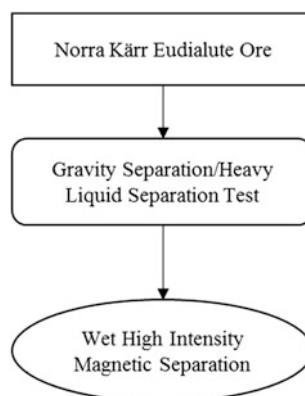 Norra Kärr Eudialute Ore
Gravity Separation/Heavy
Liquid Separation Test
Wet High Intensity
Magnetic Separation